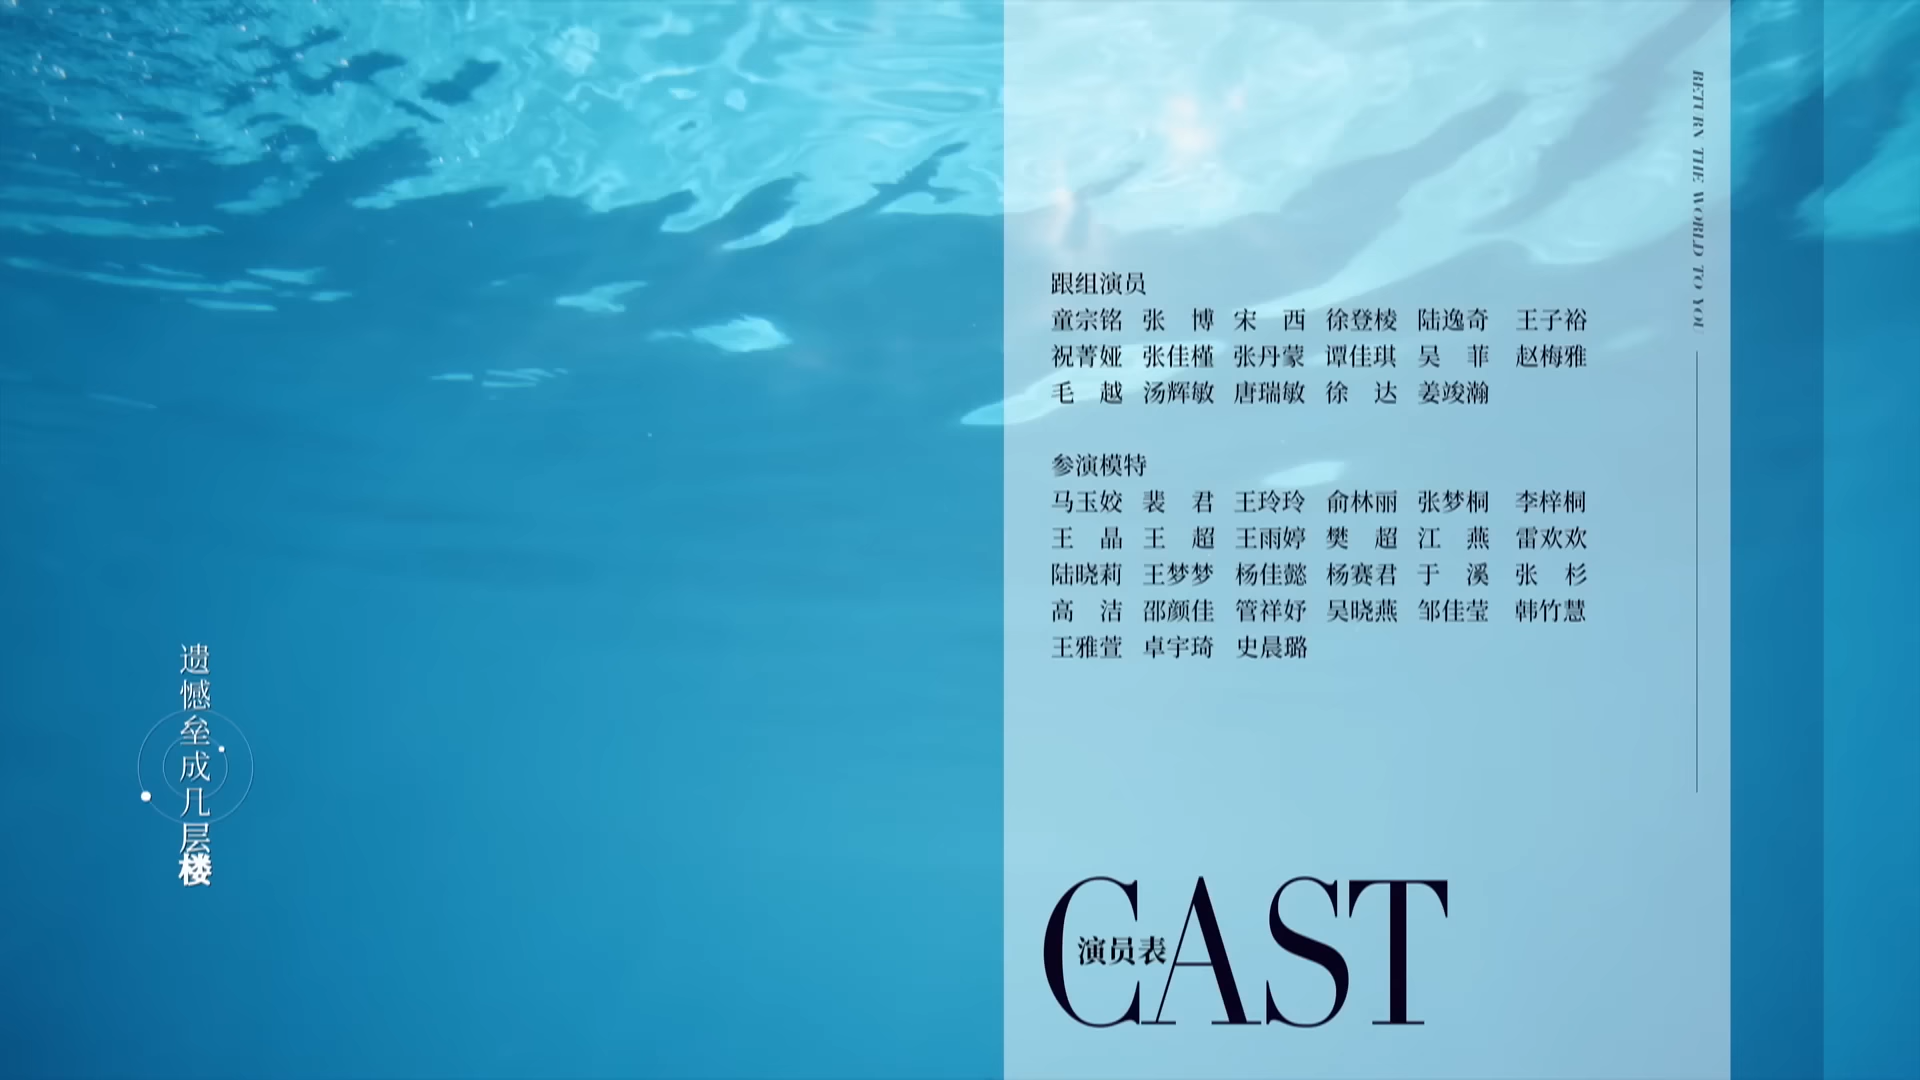 跟组演员
童宗铭 张 博 宋 西 徐登棱 陆逸奇 王子裕
祝菁娅 张佳槿 张丹蒙 谭佳琪 吴 菲 赵梅雅
毛 越 汤辉敏 唐瑞敏 徐 达 姜竣瀚
参演模特
马玉姣 裴 君 王玲玲 俞林丽 张梦桐 李梓桐
王 晶 王 超 王雨婷 樊 超 江 燕 雷欢欢
陆晓莉 王梦梦 杨佳懿 杨赛君 于 溪 张 杉
高 洁 邵颜佳 管祥妤 吴晓燕 邹佳莹 韩竹慧
王雅萱 卓宇琦 史晨璐
CAST
演员表
RETURN THE WORLD TO YOU
遗憾垒成几层楼